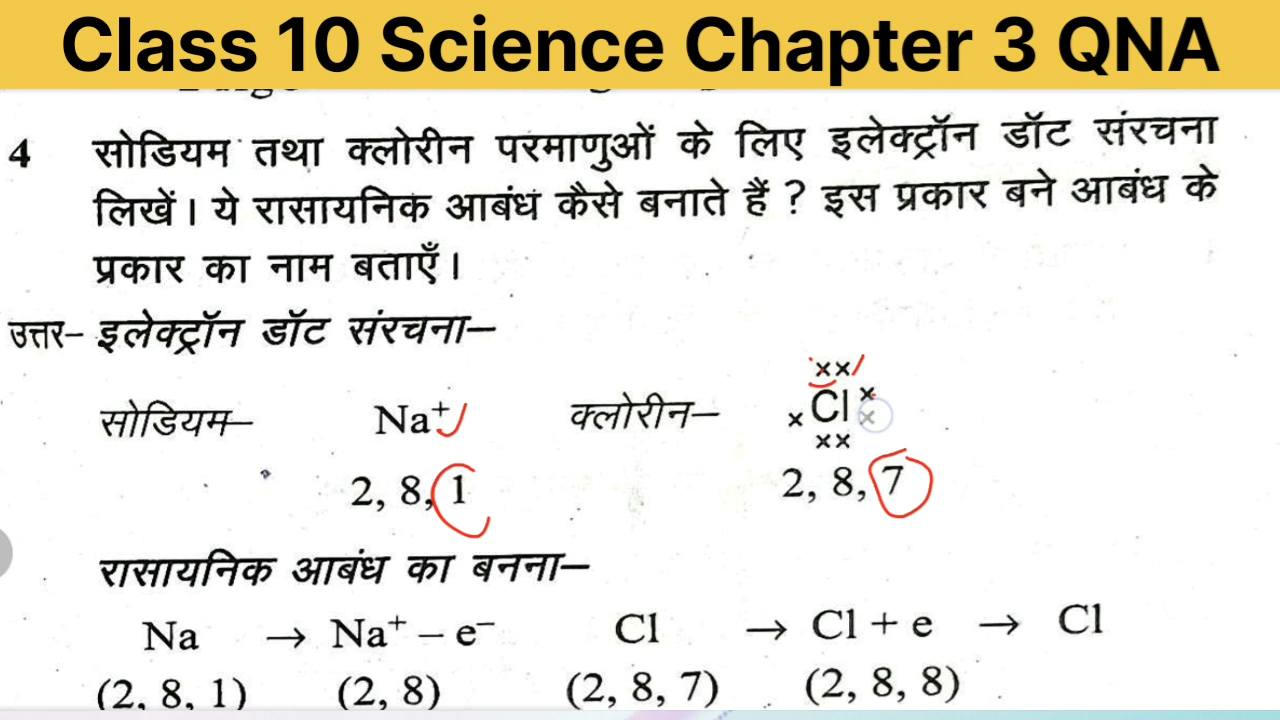 Class 10 Science Chapter 3 QNA
4 सोडियम तथा क्लोरीन परमाणुओं के लिए इलेक्ट्रॉन डॉट संरचना
लिखें। ये रासायनिक आबंध कैसे बनाते हैं ? इस प्रकार बने आबंध के
प्रकार का नाम बताएँ।
उत्तर– इलेक्ट्रॉन डॉट संरचना–
××
सोडियम– Na⁺ क्लोरीन– × Cl ××
××
2, 8, 1 2, 8, 7
रासायनिक आबंध का बनना–
Na → Na⁺ – e⁻ Cl → Cl + e → Cl
(2, 8, 1) (2, 8) (2, 8, 7) (2, 8, 8)